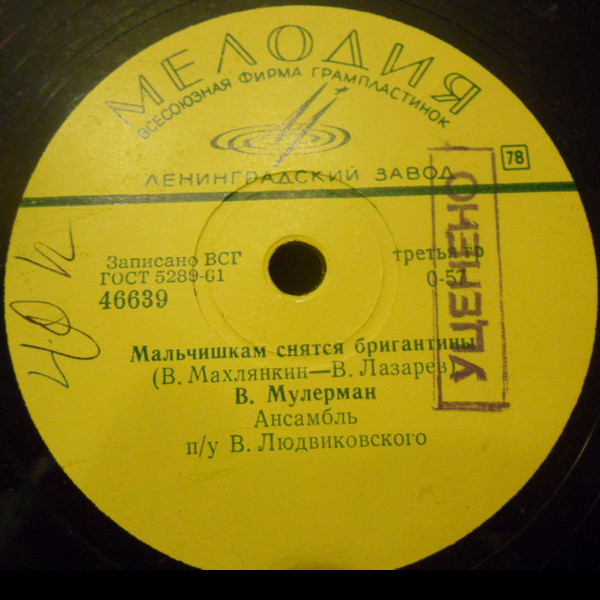 МЕЛОДИЯ
ВСЕСОЮЗНАЯ ФИРМА ГРАМПЛАСТИНОК
78
ЛЕНИНГРАДСКИЙ ЗАВОД
УЦЕНЕНО
40 к
Записано ВСГ
третья гр
ГОСТ 5289-61
0-57
46639
Мальчишкам снятся бригантины
(В. Махлянкин—В. Лазарев)
В. Мулерман
Ансамбль
п/у В. Людвиковского